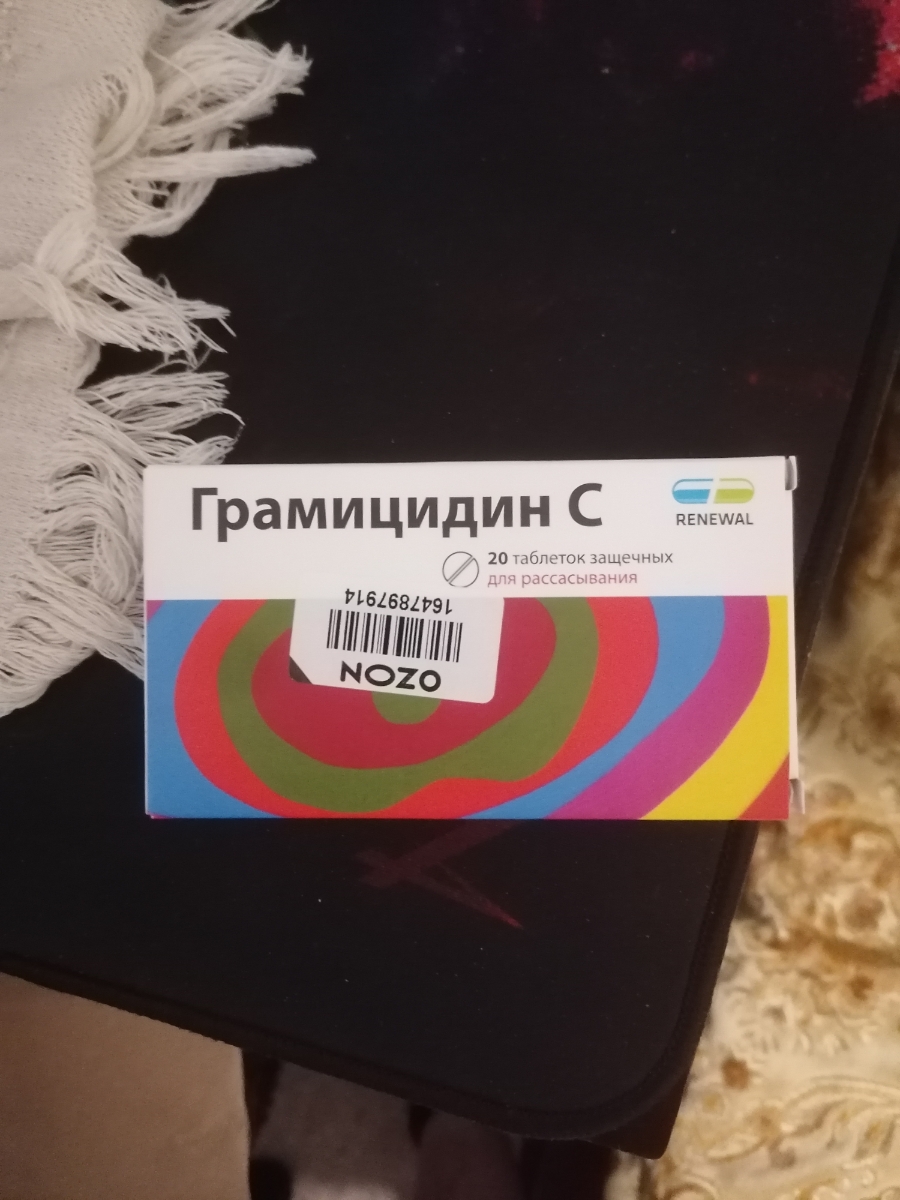 Грамицидин С
RENEWAL
20 таблеток защечных
для рассасывания
1647897914
OZON